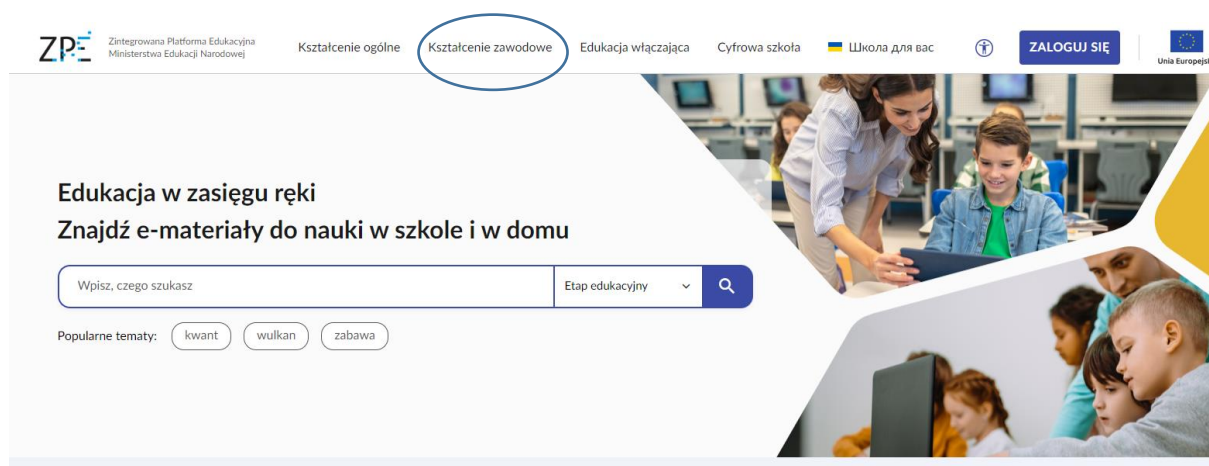 ZPE
Zintegrowana Platforma Edukacyjna
Ministerstwa Edukacji Narodowej
Kształcenie ogólne
Kształcenie zawodowe
Edukacja włączająca
Cyfrowa szkoła
Школа для вас
ZALOGUJ SIĘ
Unia Europejsk
Edukacja w zasięgu ręki
Znajdź e-materiały do nauki w szkole i w domu
Wpisz, czego szukasz
Etap edukacyjny
Popularne tematy: kwant wulkan zabawa